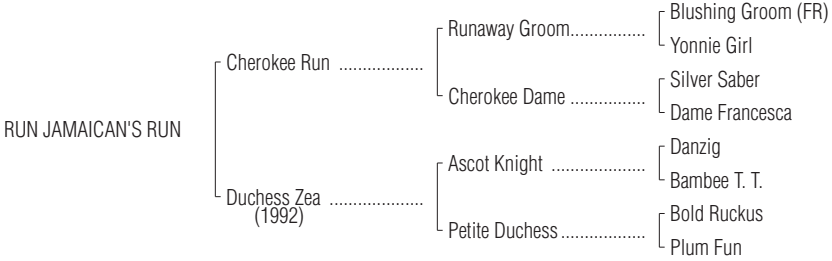 Blushing Groom (FR)
Runaway Groom................
Yonnie Girl
Cherokee Run ..................
Silver Saber
Cherokee Dame ................
Dame Francesca
RUN JAMAICAN'S RUN
Danzig
Ascot Knight ....................
Bambee T. T.
Duchess Zea ....................
(1992)
Bold Ruckus
Petite Duchess..................
Plum Fun